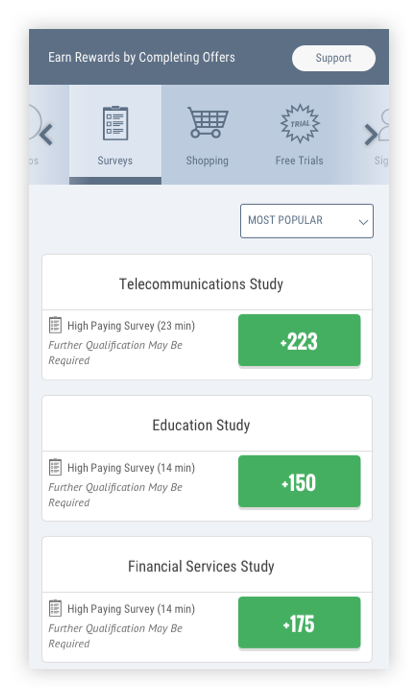 Earn Rewards by Completing Offers
Support
Surveys
Shopping
TRIAL
Free Trials
MOST POPULAR
Telecommunications Study
High Paying Survey (23 min)
Further Qualification May Be
Required
+223
Education Study
High Paying Survey (14 min)
Further Qualification May Be
Required
+150
Financial Services Study
High Paying Survey (14 min)
Further Qualification May Be
Required
+175